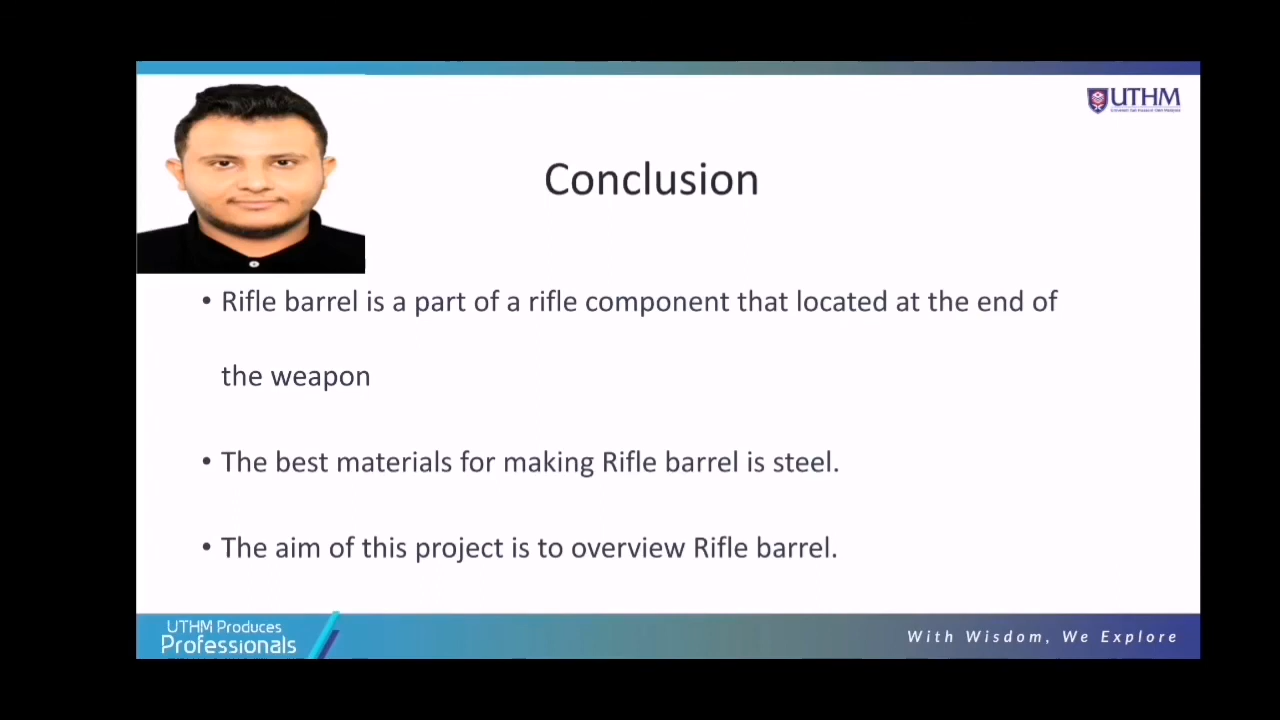 UTHM
Conclusion
• Rifle barrel is a part of a rifle component that located at the end of
the weapon
• The best materials for making Rifle barrel is steel.
• The aim of this project is to overview Rifle barrel.
UTHM Produces
Professionals
With Wisdom, We Explore